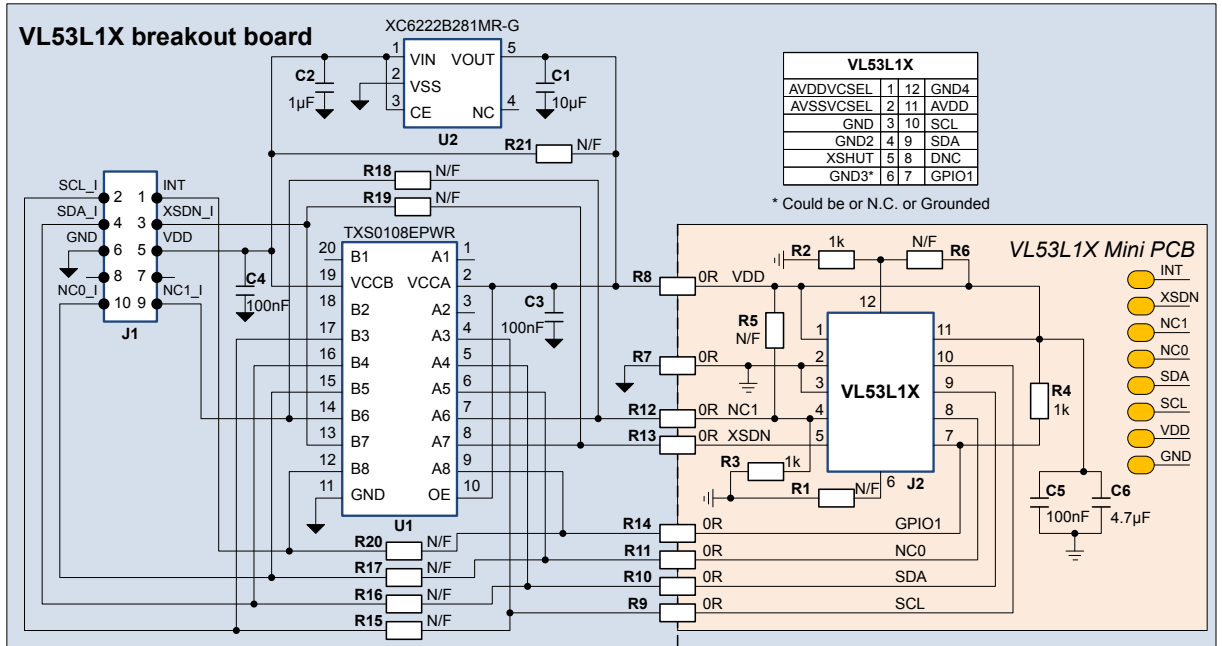 VL53L1X breakout board
XC6222B281MR-G
1 VIN VOUT 5
2 VSS
3 CE NC 4
U2
C2
1µF
C1
10µF
R21 N/F
R18 N/F
R19 N/F
VL53L1X
AVDDVCSEL 1 12 GND4
AVSSVCSEL 2 11 AVDD
GND 3 10 SCL
GND2 4 9 SDA
XSHUT 5 8 DNC
GND3* 6 7 GPIO1
* Could be or N.C. or Grounded
SCL_I 2 1 INT
SDA_I 4 3 XSDN_I
GND 6 5 VDD
8 7
NC0_I 10 9 NC1_I
J1
C4
100nF
TXS0108EPWR
20 B1 A1 1
19 VCCB VCCA 2
18 B2 A2 3
17 B3 A3 4
16 B4 A4 5
15 B5 A5 6
14 B6 A6 7
13 B7 A7 8
12 B8 A8 9
11 GND OE 10
U1
C3
100nF
R20 N/F
R17 N/F
R16 N/F
R15 N/F
R8 0R VDD
R7 0R
R12 0R NC1
R13 0R XSDN
R14 0R GPIO1
R11 0R NC0
R10 0R SDA
R9 0R SCL
VL53L1X Mini PCB
R2 1k
N/F R6
R5
N/F
12
1 11
2 10
3 9
VL53L1X
4 8
5 7
6
J2
R4
1k
R3 1k
R1 N/F
C5
100nF
C6
4.7µF
INT
XSDN
NC1
NC0
SDA
SCL
VDD
GND